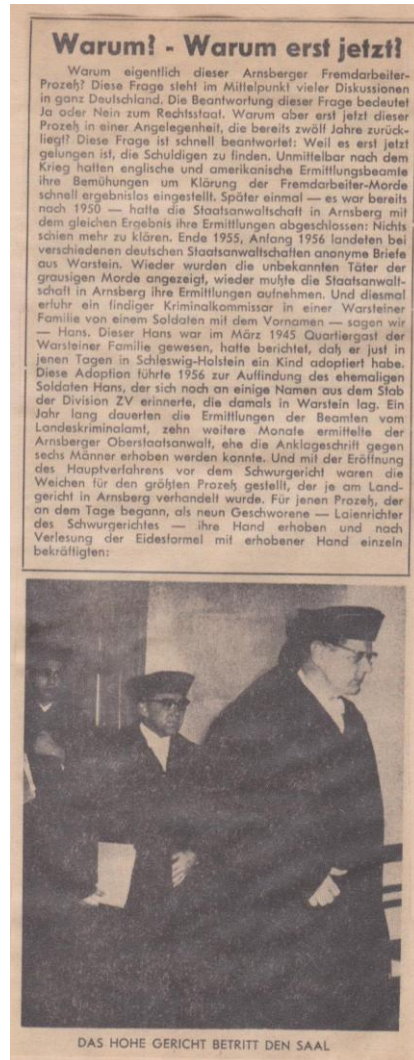 Warum? - Warum erst jetzt?
Warum eigentlich dieser Arnsberger Fremdarbeiter-
Prozeß? Diese Frage steht im Mittelpunkt vieler Diskussionen
in ganz Deutschland. Die Beantwortung dieser Frage bedeutet
Ja oder Nein zum Rechtsstaat. Warum aber erst jetzt dieser
Prozeß in einer Angelegenheit, die bereits zwölf Jahre zurück-
liegt? Diese Frage ist schnell beantwortet: Weil es erst jetzt
gelungen ist, die Schuldigen zu finden. Unmittelbar nach dem
Krieg hatten englische und amerikanische Ermittlungsbeamte
ihre Bemühungen um Klärung der Fremdarbeiter-Morde
schnell ergebnislos eingestellt. Später einmal — es war bereits
nach 1950 — hatte die Staatsanwaltschaft in Arnsberg mit
dem gleichen Ergebnis ihre Ermittlungen abgeschlossen: Nichts
schien mehr zu klären. Ende 1955, Anfang 1956 landeten bei
verschiedenen deutschen Staatsanwaltschaften anonyme Briefe
aus Warstein. Wieder wurden die unbekannten Täter der
grausigen Morde angezeigt, wieder mußte die Staatsanwalt-
schaft in Arnsberg ihre Ermittlungen aufnehmen. Und diesmal
erfuhr ein findiger Kriminalkommissar in einer Warsteiner
Familie von einem Soldaten mit dem Vornamen — sagen wir
— Hans. Dieser Hans war im März 1945 Quartiergast der
Warsteiner Familie gewesen, hatte berichtet, daß er just in
jenen Tagen in Schleswig-Holstein ein Kind adoptiert habe.
Diese Adoption führte 1956 zur Auffindung des ehemaligen
Soldaten Hans, der sich noch an einige Namen aus dem Stab
der Division ZV erinnerte, die damals in Warstein lag. Ein
Jahr lang dauerten die Ermittlungen der Beamten vom
Landeskriminalamt, zehn weitere Monate ermittelte der
Arnsberger Oberstaatsanwalt, ehe die Anklageschrift gegen
sechs Männer erhoben werden konnte. Und mit der Eröffnung
des Hauptverfahrens vor dem Schwurgericht waren die
Weichen für den größten Prozeß gestellt, der je am Land-
gericht in Arnsberg verhandelt wurde. Für jenen Prozeß, der
an dem Tage begann, als neun Geschworene — Laienrichter
des Schwurgerichtes — ihre Hand erhoben und nach
Verlesung der Eidesformel mit erhobener Hand einzeln
bekräftigten:
DAS HOHE GERICHT BETRITT DEN SAAL